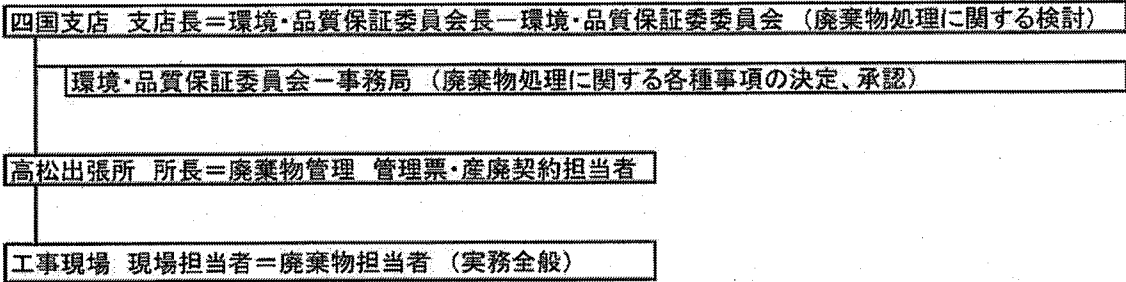 四国支店 支店長＝環境・品質保証委員会長－環境・品質保証委委員会 （廃棄物処理に関する検討）
環境・品質保証委員会－事務局 （廃棄物処理に関する各種事項の決定、承認）
高松出張所 所長＝廃棄物管理 管理票・産廃契約担当者
工事現場 現場担当者＝廃棄物担当者 （実務全般）